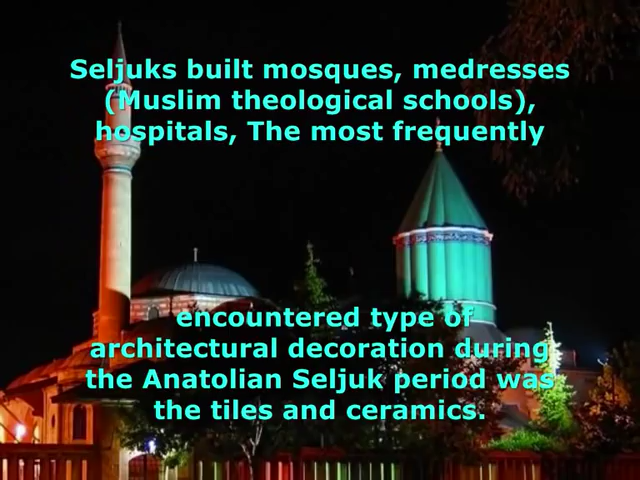 Seljuks built mosques, medresses
(Muslim theological schools),
hospitals, The most frequently
encountered type of
architectural decoration during
the Anatolian Seljuk period was
the tiles and ceramics.